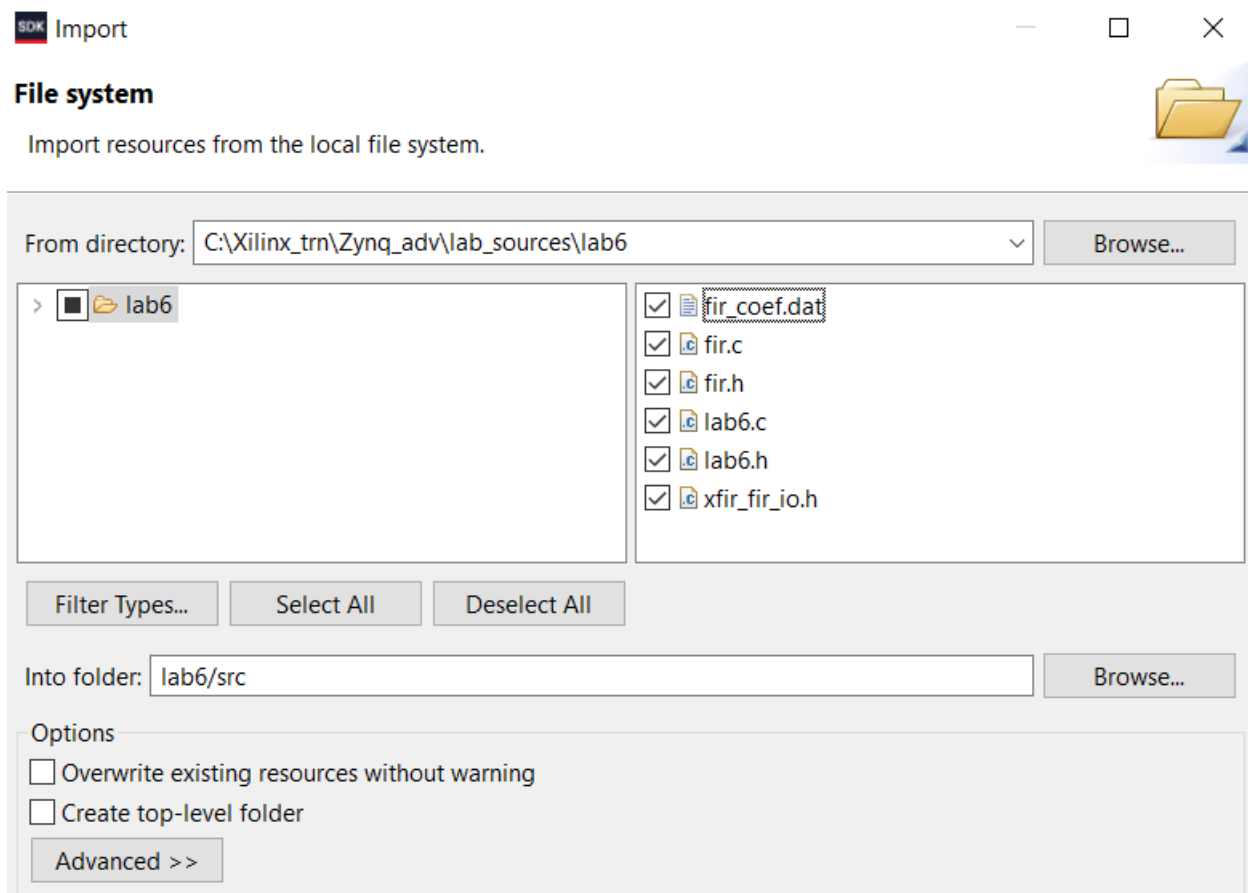 SDK Import
File system
Import resources from the local file system.
From directory: C:\Xilinx_trn\Zynq_adv\lab_sources\lab6 Browse...
lab6
fir_coef.dat
.c fir.c
.c fir.h
.c lab6.c
.c lab6.h
.c xfir_fir_io.h
Filter Types... Select All Deselect All
Into folder: lab6/src Browse...
Options
Overwrite existing resources without warning
Create top-level folder
Advanced >>